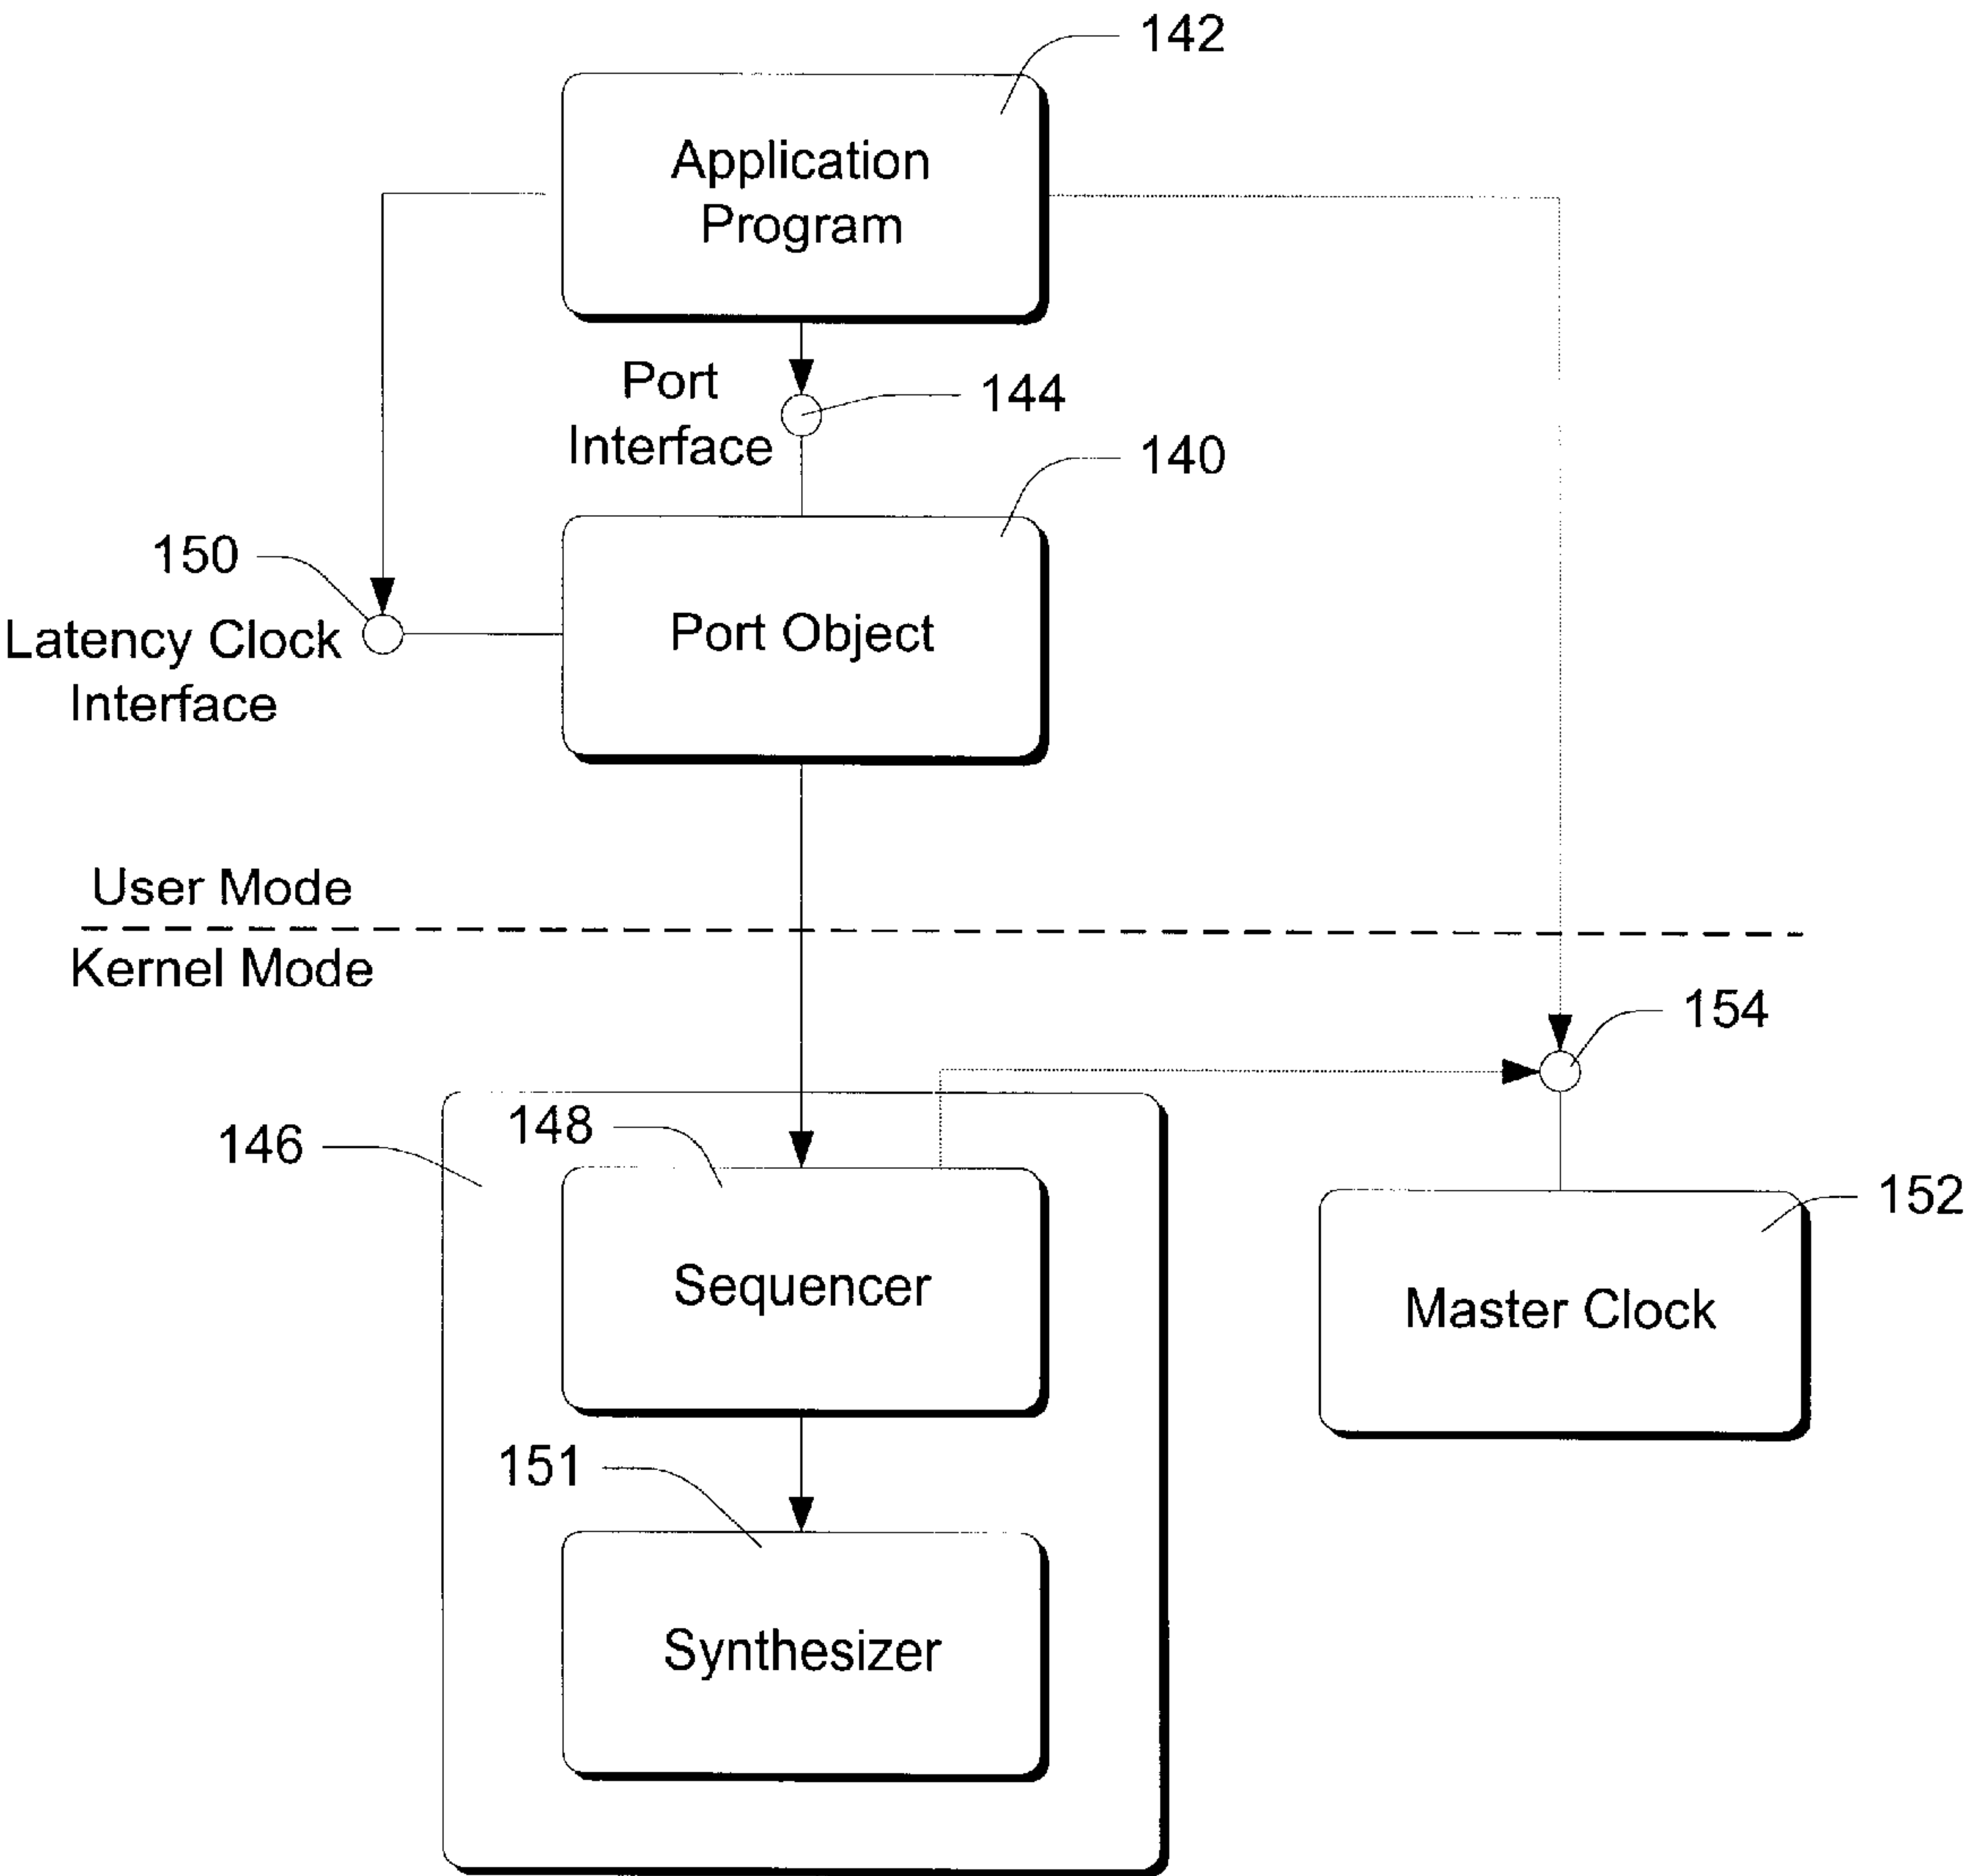 142
Application
Program
Port
Interface
144
140
150
Latency Clock
Interface
Port Object
User Mode
Kernel Mode
154
146
148
152
Sequencer
Master Clock
151
Synthesizer